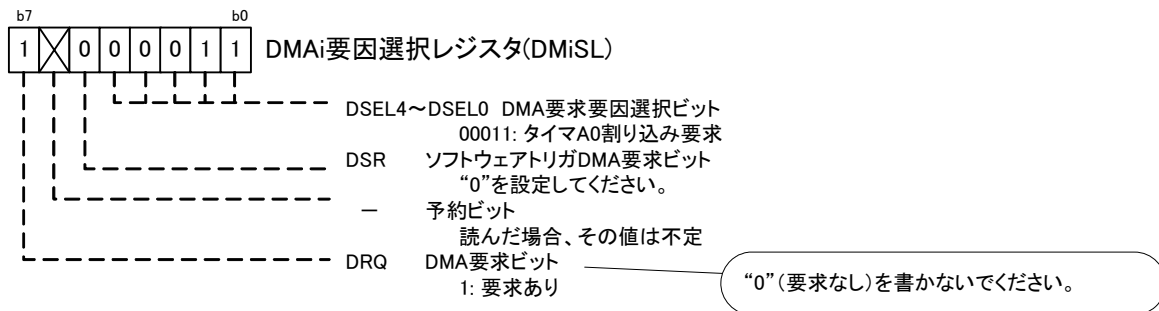 b7 b0
1 0 0 0 0 1 1 DMAi要因選択レジスタ(DMiSL)
DSEL4～DSEL0 DMA要求要因選択ビット
00011: タイマA0割り込み要求
DSR ソフトウェアトリガDMA要求ビット
“0”を設定してください。
－ 予約ビット
読んだ場合、その値は不定
DRQ DMA要求ビット
1: 要求あり
“0”(要求なし)を書かないでください。